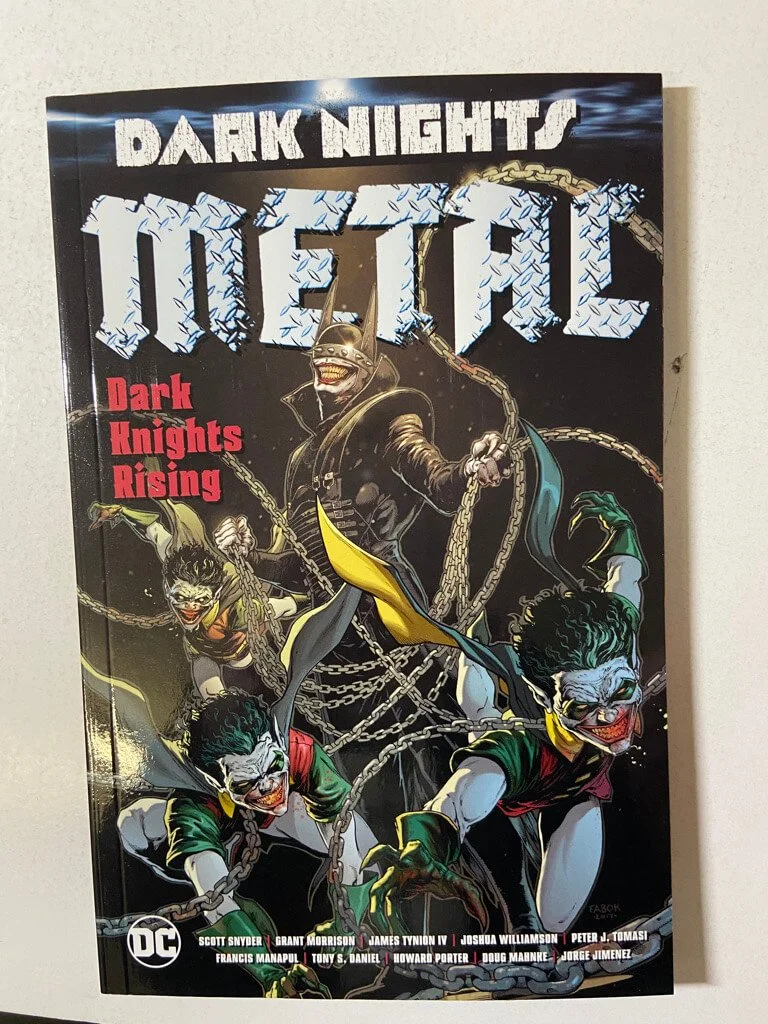 DARK NIGHTS
METAL
Dark
Knights
Rising
FABOK
2017
DC
SCOTT SNYDER | GRANT MORRISON | JAMES TYNION IV | JOSHUA WILLIAMSON | PETER J. TOMASI
FRANCIS MANAPUL | TONY S. DANIEL | HOWARD PORTER | DOUG MAHNKE | JORGE JIMENEZ